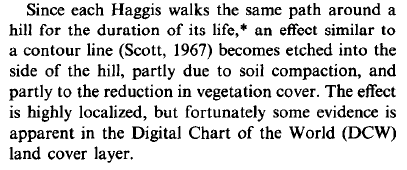 Since each Haggis walks the same path around a
hill for the duration of its life,* an effect similar to
a contour line (Scott, 1967) becomes etched into the
side of the hill, partly due to soil compaction, and
partly to the reduction in vegetation cover. The effect
is highly localized, but fortunately some evidence is
apparent in the Digital Chart of the World (DCW)
land cover layer.